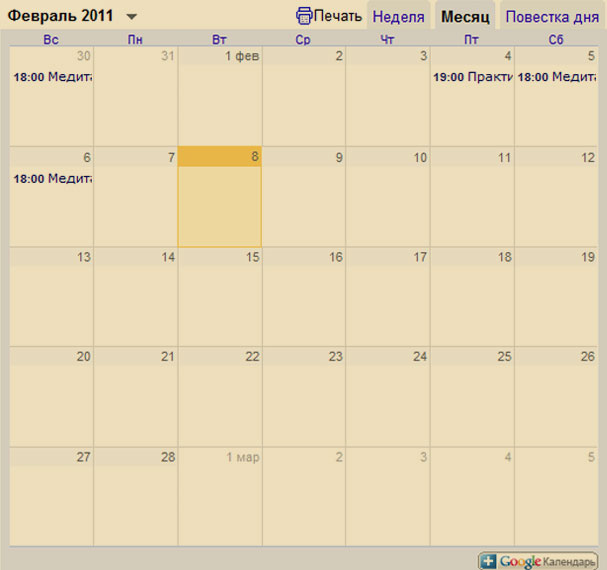 Февраль 2011 Печать Неделя Месяц Повестка дня
Вс Пн Вт Ср Чт Пт Сб
30 31 1 фев 2 3 4 5
18:00 Медита 19:00 Практи 18:00 Медита
6 7 8 9 10 11 12
18:00 Медита
13 14 15 16 17 18 19
20 21 22 23 24 25 26
27 28 1 мар 2 3 4 5
Google Календарь